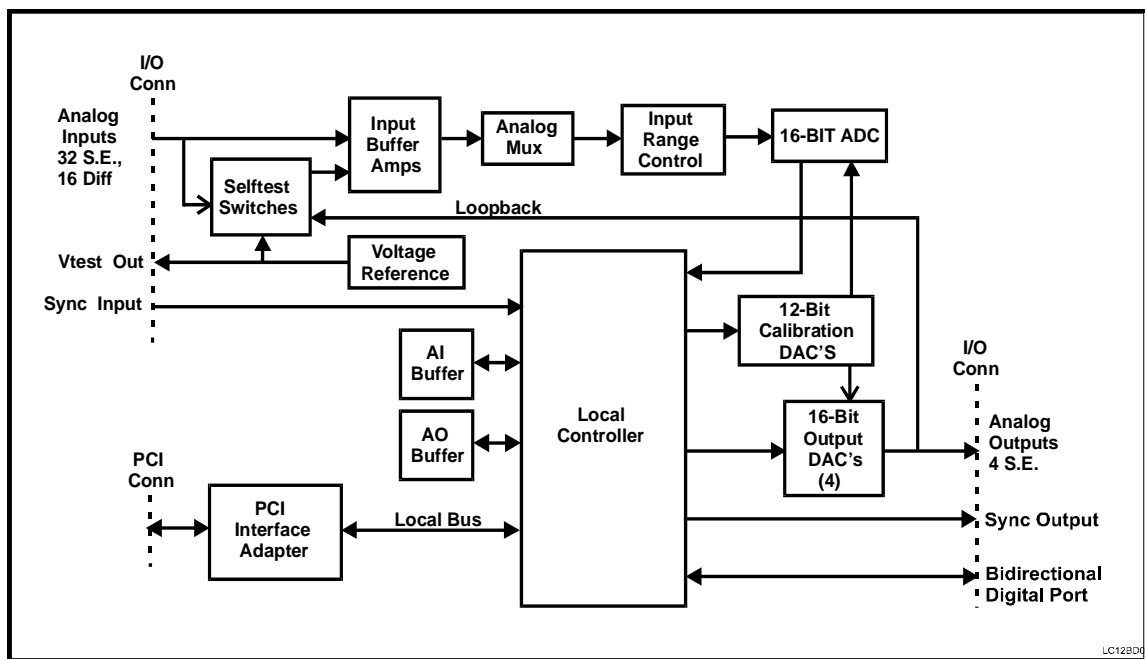 I/O
Conn
Analog
Inputs
32 S.E.,
16 Diff
Input
Buffer
Amps
Analog
Mux
Input
Range
Control
16-BIT ADC
Selftest
Switches
Loopback
Vtest Out
Voltage
Reference
Sync Input
12-Bit
Calibration
DAC'S
I/O
Conn
AI
Buffer
Local
Controller
AO
Buffer
16-Bit
Output
DAC's
(4)
Analog
Outputs
4 S.E.
PCI
Conn
PCI
Interface
Adapter
Local Bus
Sync Output
Bidirectional
Digital Port